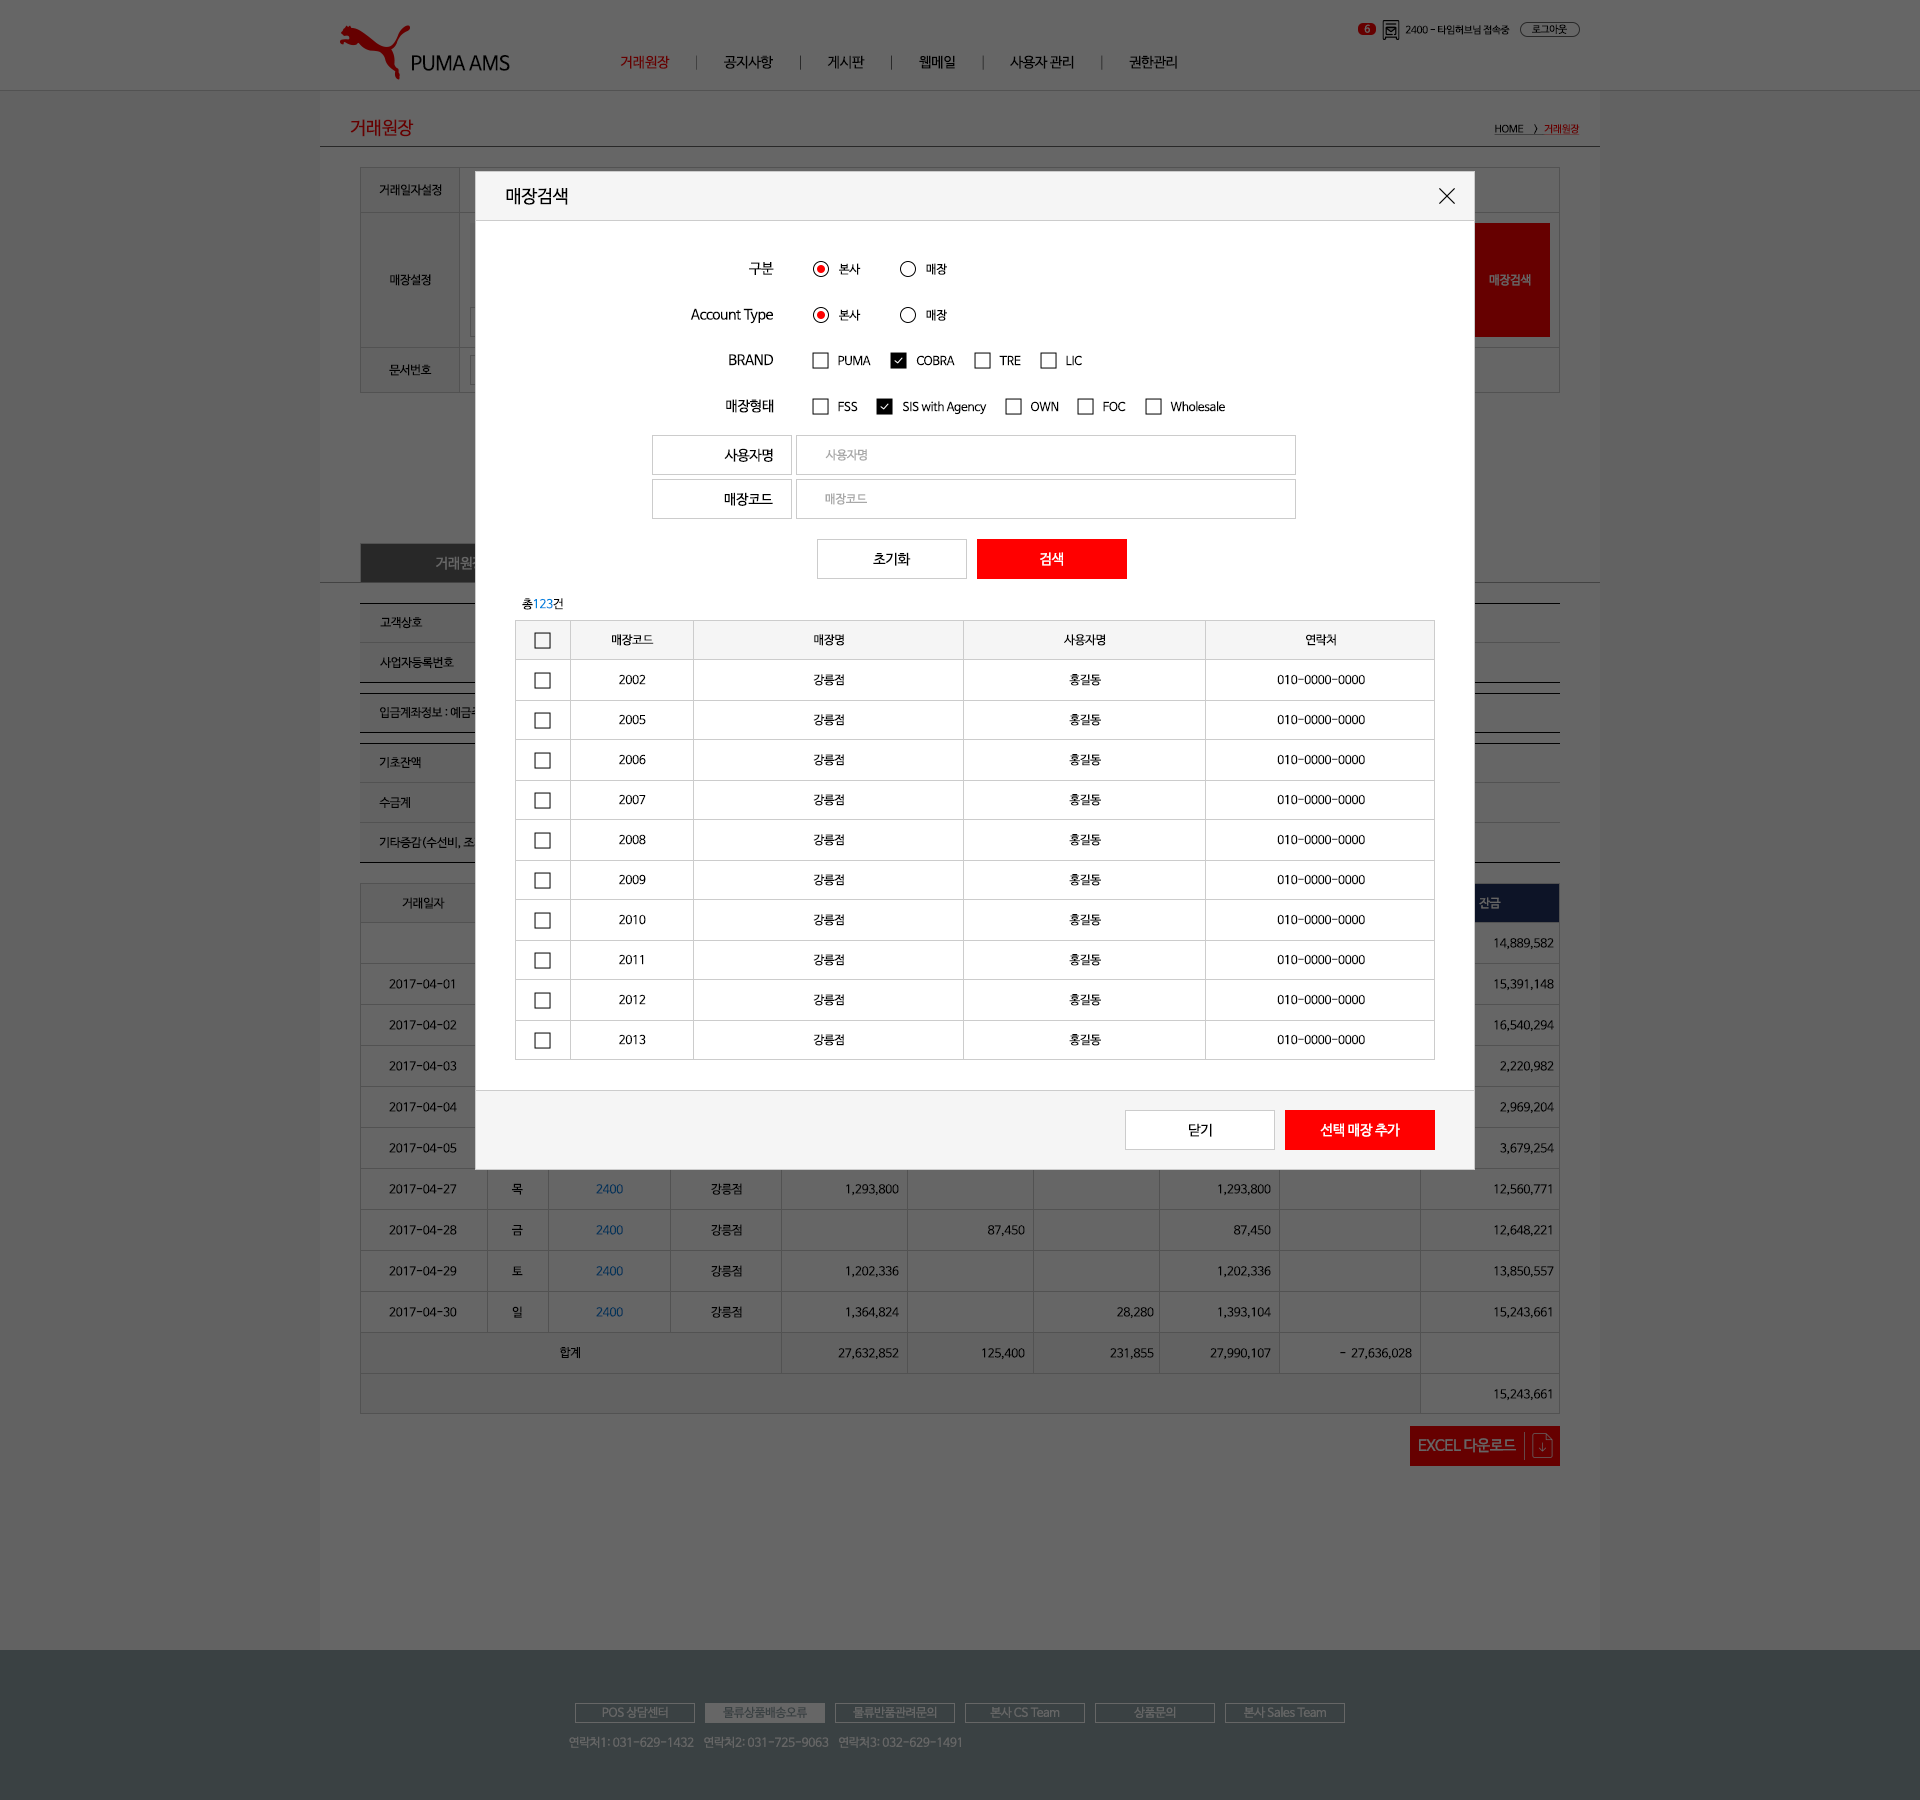 6 2400 - 타임허브님 접속중 로그아웃
PUMA AMS
거래원장 | 공지사항 | 게시판 | 웹메일 | 사용자 관리 | 권한관리
거래원장
HOME > 거래원장
거래일자설정
매장설정
매장검색
문서번호
매장검색
구분 본사 매장
Account Type 본사 매장
BRAND PUMA COBRA TRE LIC
매장형태 FSS SIS with Agency OWN FOC Wholesale
사용자명 사용자명
매장코드 매장코드
초기화 검색
총123건
매장코드 매장명 사용자명 연락처
2002 강릉점 홍길동 010-0000-0000
2005 강릉점 홍길동 010-0000-0000
2006 강릉점 홍길동 010-0000-0000
2007 강릉점 홍길동 010-0000-0000
2008 강릉점 홍길동 010-0000-0000
2009 강릉점 홍길동 010-0000-0000
2010 강릉점 홍길동 010-0000-0000
2011 강릉점 홍길동 010-0000-0000
2012 강릉점 홍길동 010-0000-0000
2013 강릉점 홍길동 010-0000-0000
닫기 선택 매장 추가
고객상호
사업자등록번호
입금계좌정보 : 
기초잔액
수금계
기타증감(수선비, 조
거래일자 잔금
14,889,582
2017-04-01 15,391,148
2017-04-02 16,540,294
2017-04-03 2,220,982
2017-04-04 2,969,204
2017-04-05 3,679,254
2017-04-27 목 2400 강릉점 1,293,800 1,293,800 12,560,771
2017-04-28 금 2400 강릉점 87,450 87,450 12,648,221
2017-04-29 토 2400 강릉점 1,202,336 1,202,336 13,850,557
2017-04-30 일 2400 강릉점 1,364,824 28,280 1,393,104 15,243,661
합계 27,632,852 125,400 231,855 27,990,107 - 27,636,028
15,243,661
EXCEL 다운로드
POS 상담센터 물류상품배송오류 물류반품관려문의 본사 CS Team 상품문의 본사 Sales Team
연락처1: 031-629-1432 연락처2: 031-725-9063 연락처3: 032-629-1491